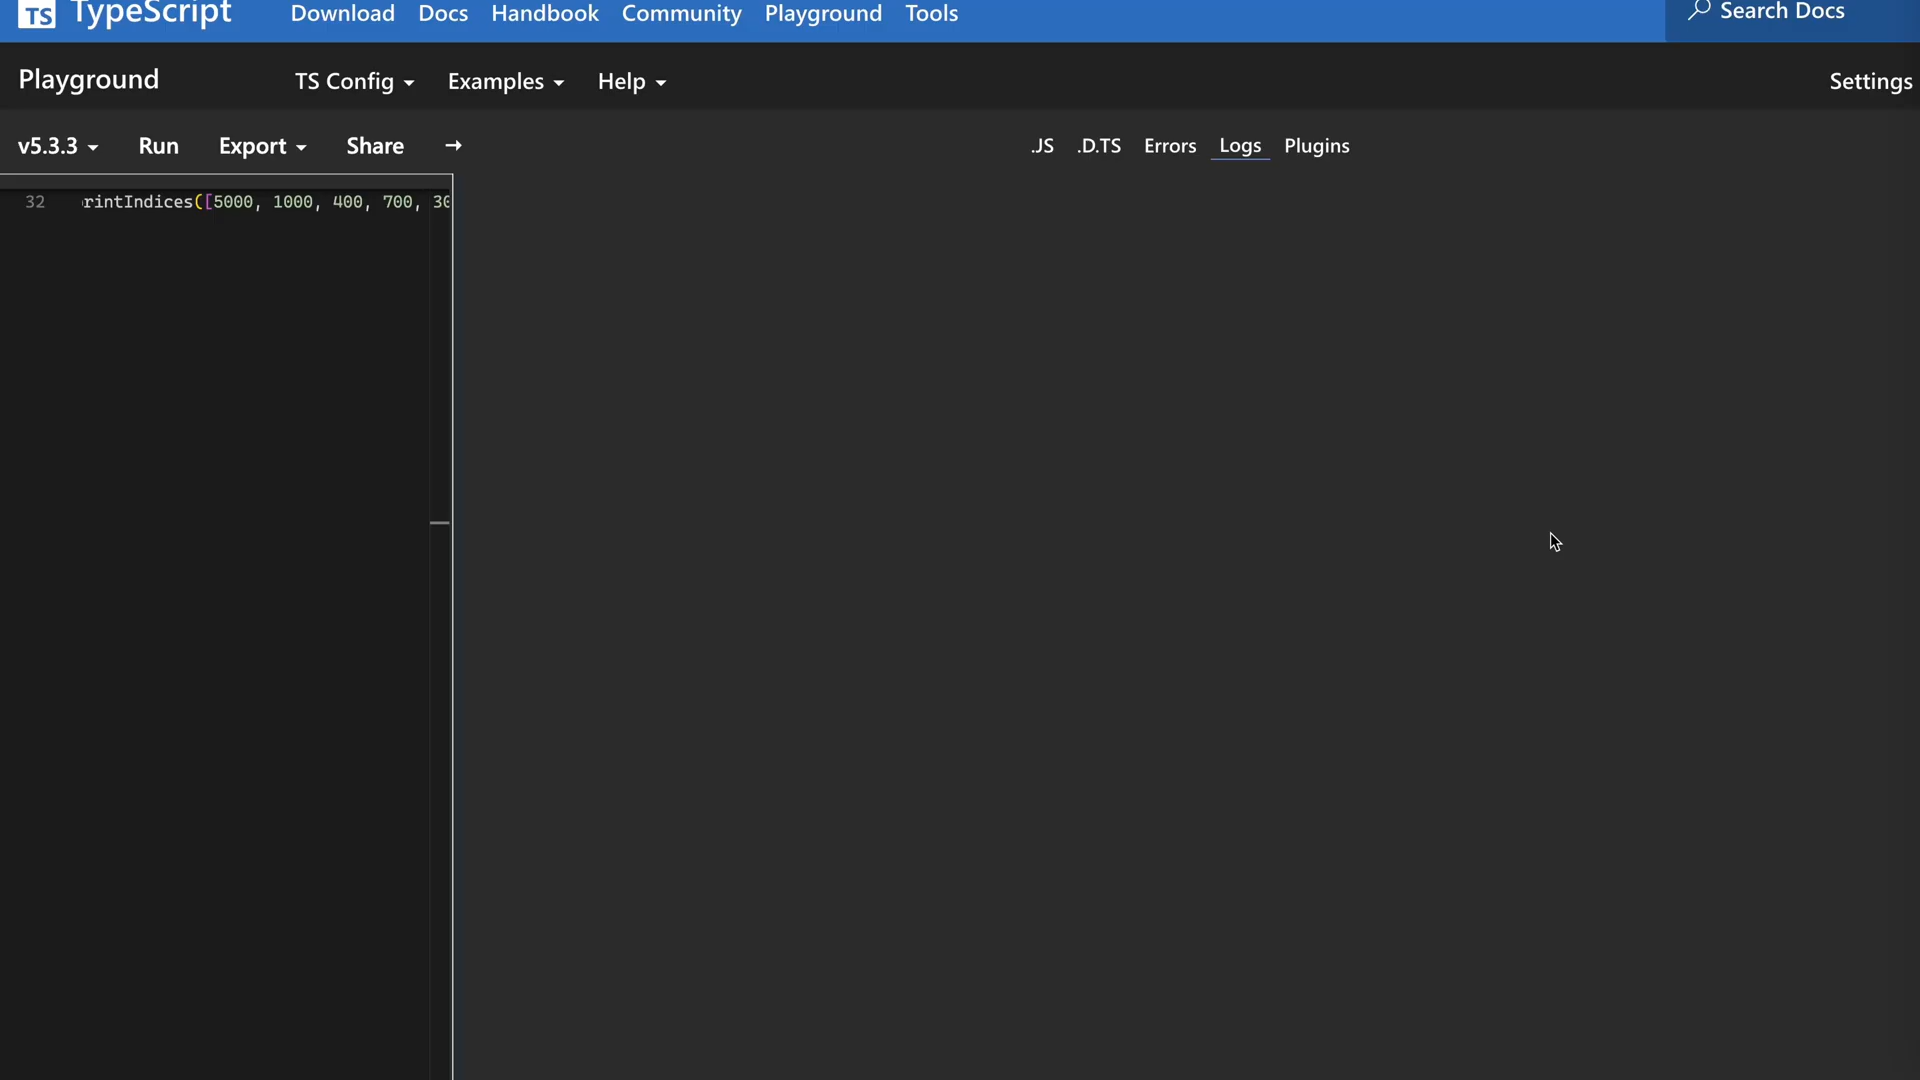 TS TypeScript Download Docs Handbook Community Playground Tools Search Docs
Playground TS Config Examples Help Settings
v5.3.3 Run Export Share → .JS .D.TS Errors Logs Plugins
32 rintIndices([5000, 1000, 400, 700, 30